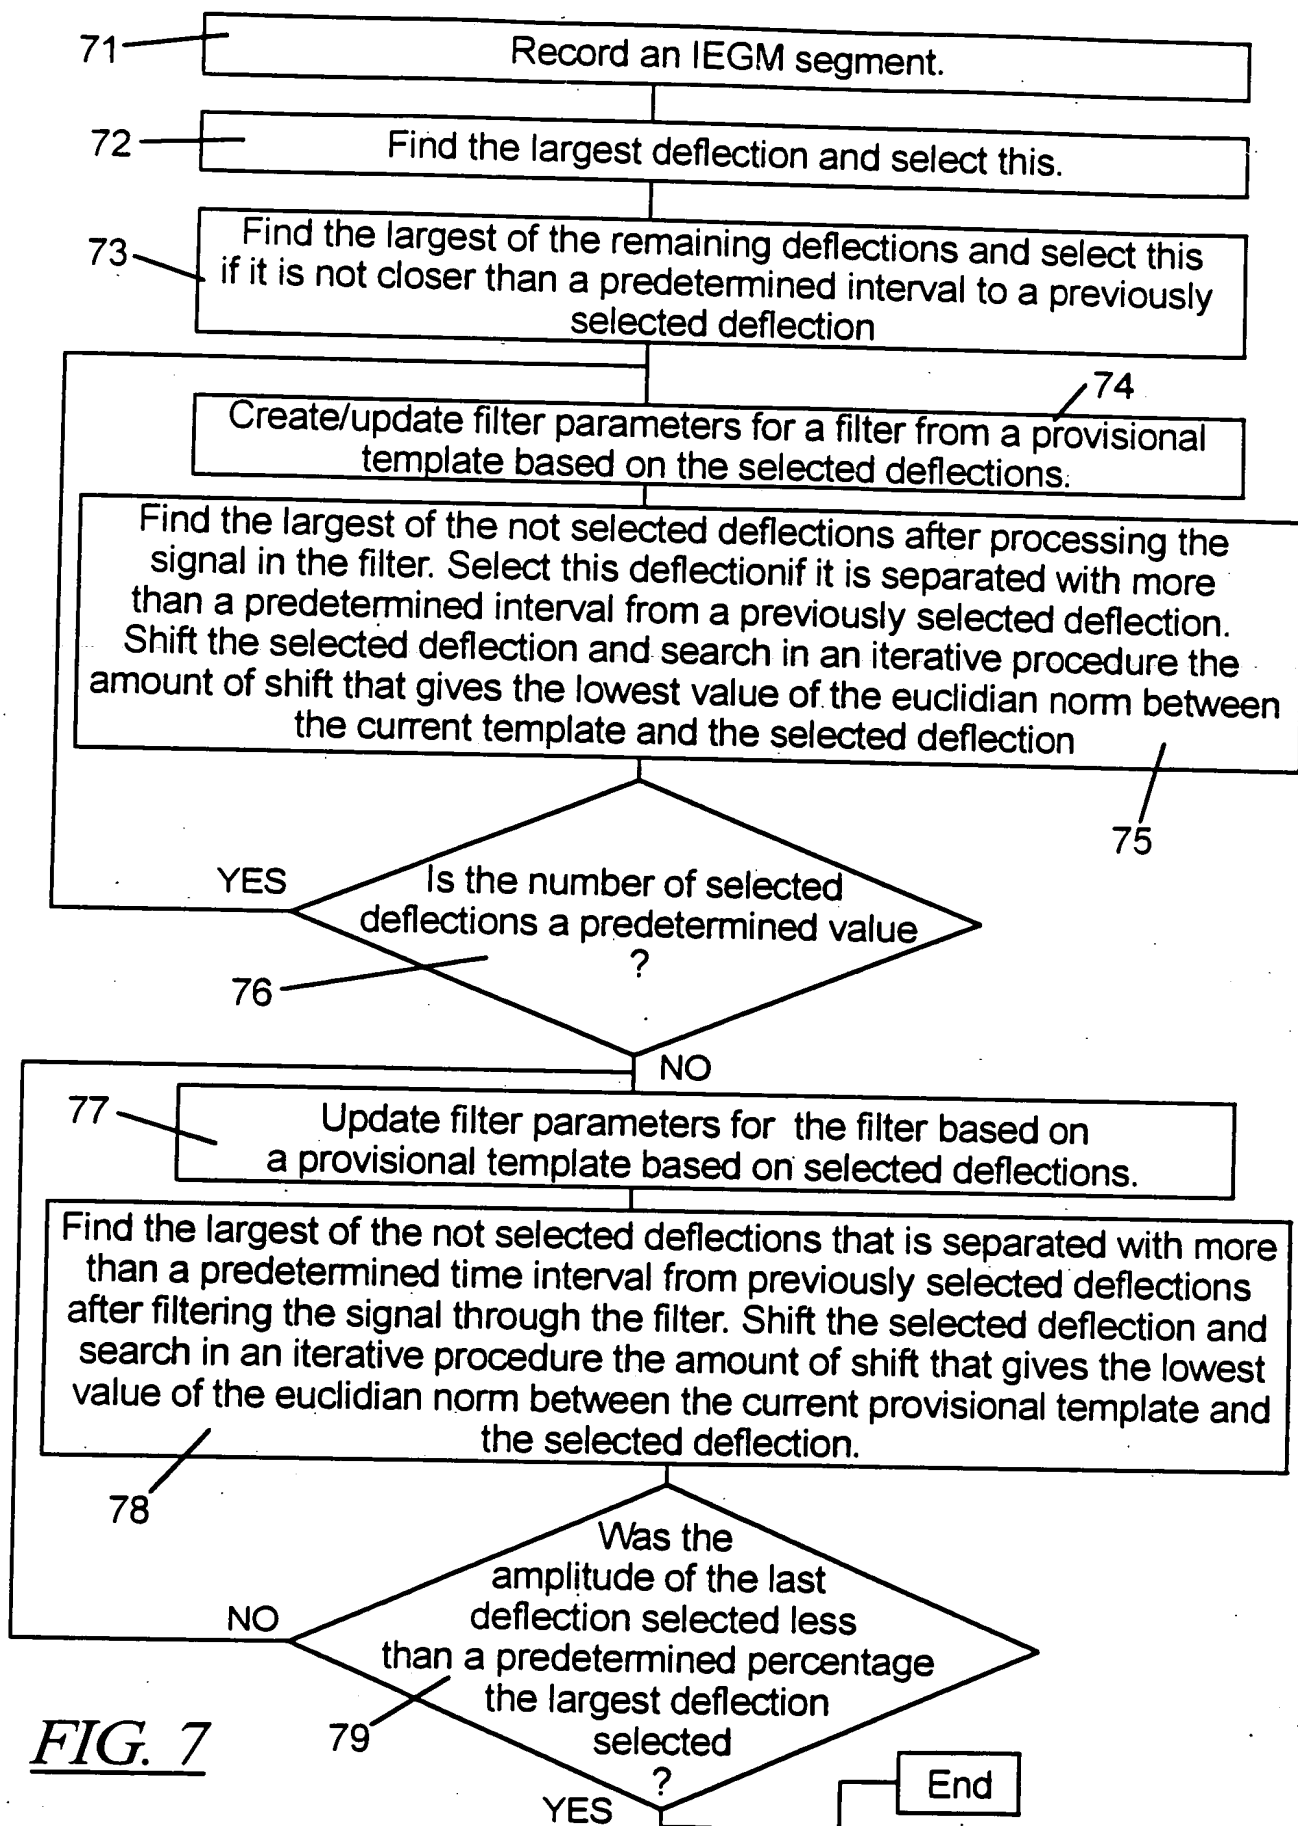 71
Record an IEGM segment.
72
Find the largest deflection and select this.
73
Find the largest of the remaining deflections and select this
if it is not closer than a predetermined interval to a previously
selected deflection
74
Create/update filter parameters for a filter from a provisional
template based on the selected deflections.
Find the largest of the not selected deflections after processing the
signal in the filter. Select this deflectionif it is separated with more
than a predetermined interval from a previously selected deflection.
Shift the selected deflection and search in an iterative procedure the
amount of shift that gives the lowest value of the euclidian norm between
the current template and the selected deflection
75
YES
Is the number of selected
deflections a predetermined value
?
76
NO
77
Update filter parameters for the filter based on
a provisional template based on selected deflections.
Find the largest of the not selected deflections that is separated with more
than a predetermined time interval from previously selected deflections
after filtering the signal through the filter. Shift the selected deflection and
search in an iterative procedure the amount of shift that gives the lowest
value of the euclidian norm between the current provisional template and
the selected deflection.
78
Was the
amplitude of the last
deflection selected less
than a predetermined percentage
the largest deflection
selected
?
NO
79
FIG. 7
YES
End